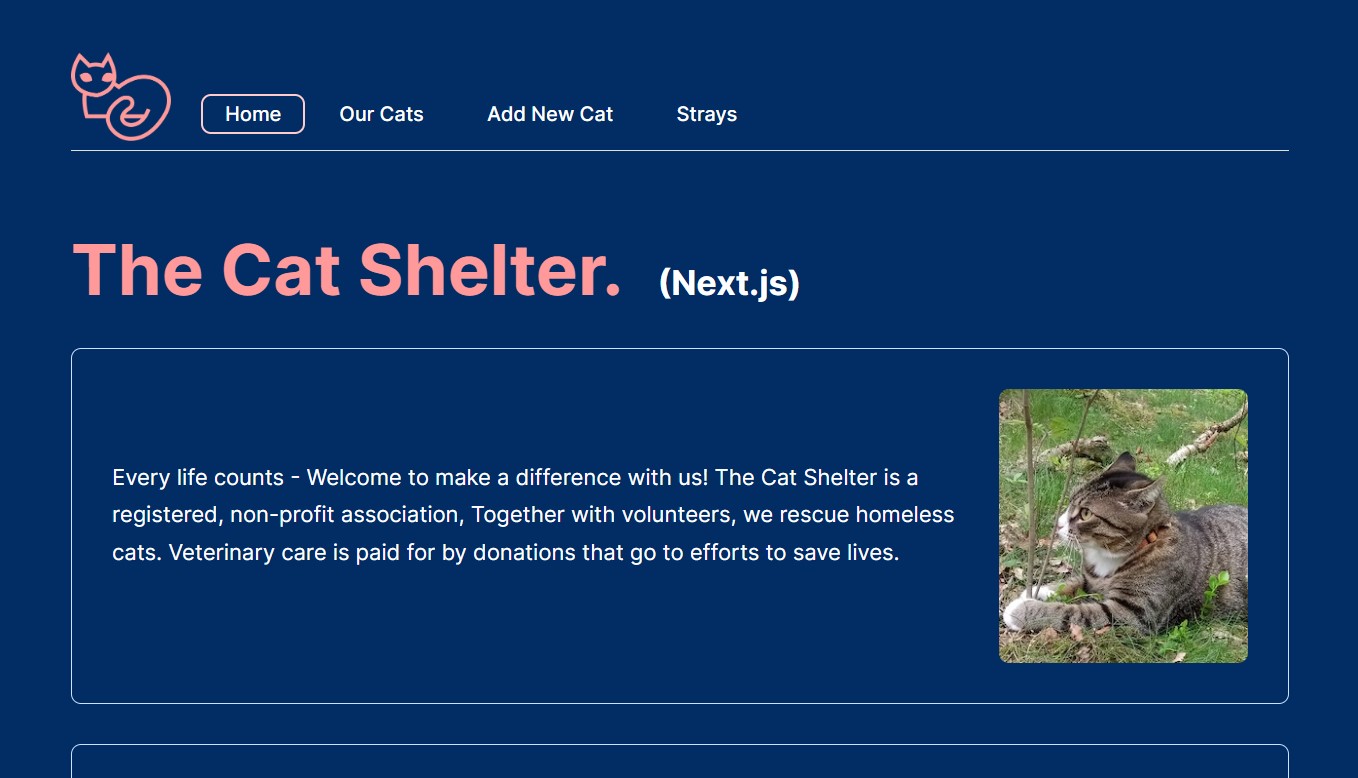 Home Our Cats Add New Cat Strays
The Cat Shelter. (Next.js)
Every life counts - Welcome to make a difference with us! The Cat Shelter is a
registered, non-profit association, Together with volunteers, we rescue homeless
cats. Veterinary care is paid for by donations that go to efforts to save lives.